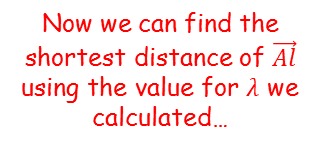 Now we can find the
shortest distance of $\overrightarrow{Al}$
using the value for λ we
calculated…